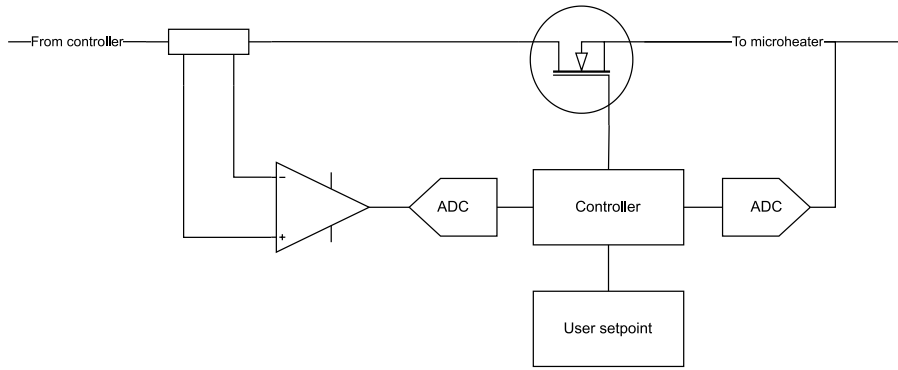 From controller
To microheater
−
+
ADC
Controller
ADC
User setpoint